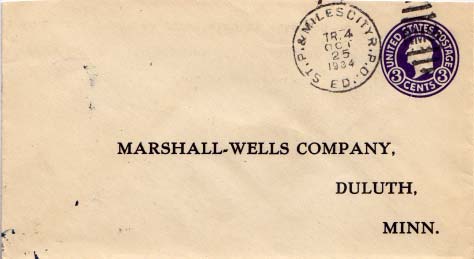 ST. P. & MILES CITY R.P.O.
TR. 4
OCT
25
1934
E.D.
UNITED STATES POSTAGE
3 CENTS 3
MARSHALL-WELLS COMPANY,
DULUTH,
MINN.